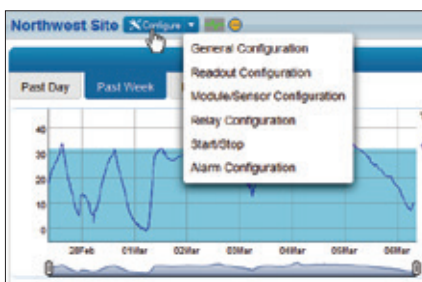 Northwest Site Configure
General Configuration
Readout Configuration
Module/Sensor Configuration
Relay Configuration
Start/Stop
Alarm Configuration
Past Day Past Week
40
30
20
10
0
28Feb 01Mar 02Mar 03Mar 04Mar 05Mar 06Mar